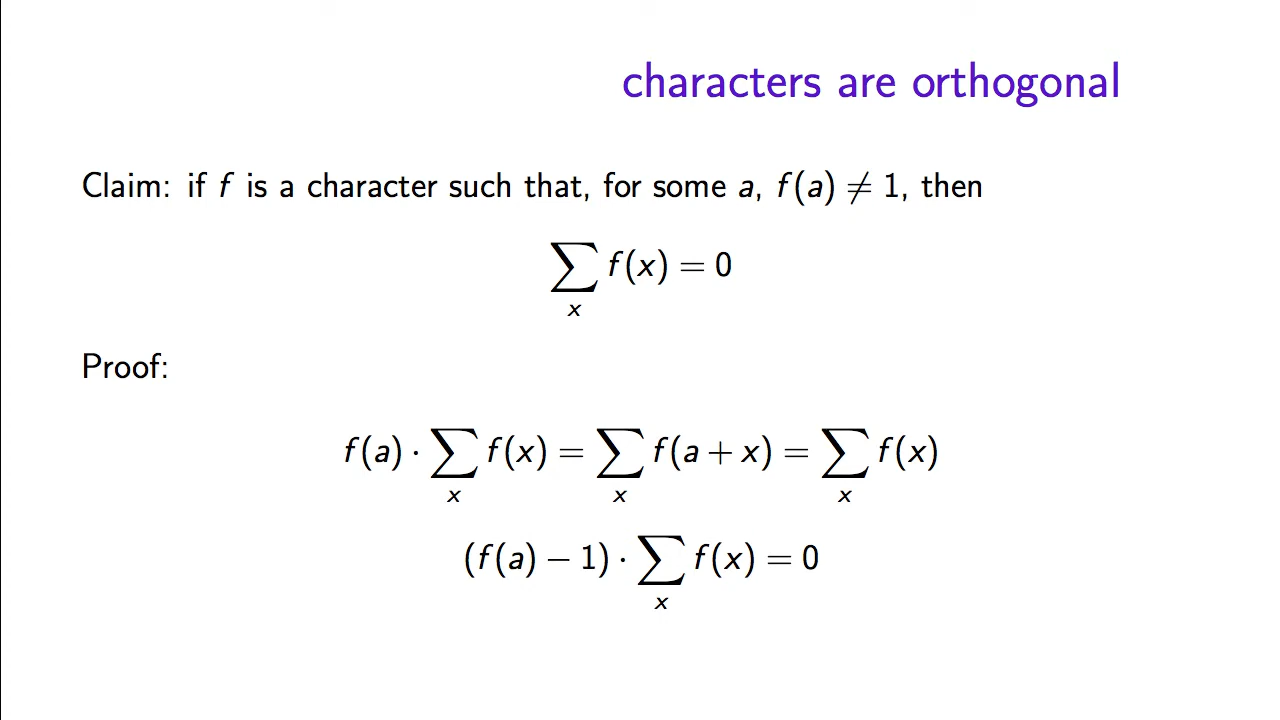 characters are orthogonal
Claim: if f is a character such that, for some a, f(a) ≠ 1, then
∑ f(x) = 0
x
Proof:
f(a) · ∑ f(x) = ∑ f(a + x) = ∑ f(x)
x x x
(f(a) − 1) · ∑ f(x) = 0
x